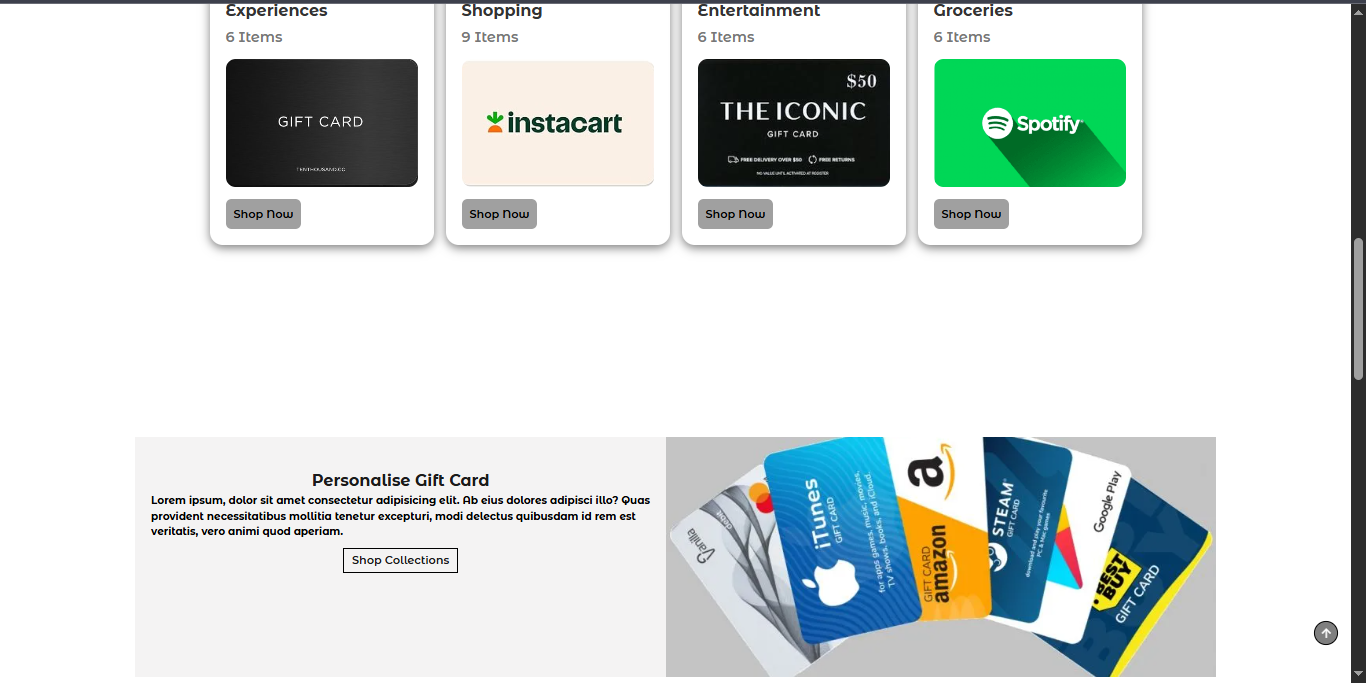 Experiences
6 Items
GIFT CARD
TENTHOUSAND.CC
Shop Now
Shopping
9 Items
instacart
Shop Now
Entertainment
6 Items
$50
THE ICONIC
GIFT CARD
FREE DELIVERY OVER $50 FREE RETURNS
NO VALUE UNTIL ACTIVATED AT REGISTER
Shop Now
Groceries
6 Items
Spotify
Shop Now
Personalise Gift Card
Lorem ipsum, dolor sit amet consectetur adipisicing elit. Ab eius dolores adipisci illo? Quas
provident necessitatibus mollitia tenetur excepturi, modi delectus quibusdam id rem est
veritatis, vero animi quod aperiam.
Shop Collections
Vanilla
debit
iTunes
GIFT CARD
for apps, games, music, movies,
TV shows, books, and iCloud.
a
GIFT CARD
amazon
STEAM
GIFT CARD
download and play your favourite
PC & Mac games
Google Play
BEST
BUY
GIFT CARD